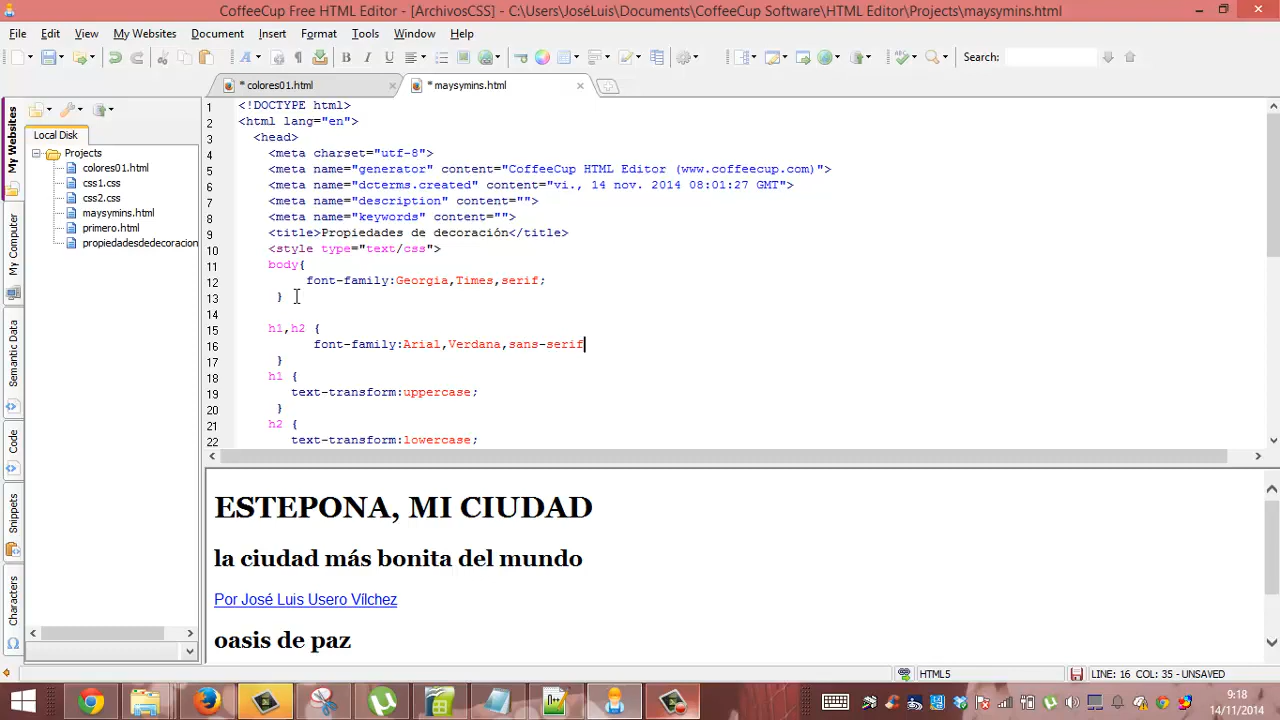 CoffeeCup Free HTML Editor - [ArchivosCSS] - C:\Users\JoséLuis\Documents\CoffeeCup Software\HTML Editor\Projects\maysymins.html
File Edit View My Websites Document Insert Format Tools Window Help
Search:
* colores01.html
* maysymins.html
My Websites
My Computer
Semantic Data
Code
Snippets
Characters
Local Disk
Projects
colores01.html
css1.css
css2.css
maysymins.html
primero.html
propiedadesdedecoracion
1 <!DOCTYPE html>
2 <html lang="en">
3 <head>
4 <meta charset="utf-8">
5 <meta name="generator" content="CoffeeCup HTML Editor (www.coffeecup.com)">
6 <meta name="dcterms.created" content="vi., 14 nov. 2014 08:01:27 GMT">
7 <meta name="description" content="">
8 <meta name="keywords" content="">
9 <title>Propiedades de decoración</title>
10 <style type="text/css">
11 body{
12 font-family:Georgia,Times,serif;
13 }
14
15 h1,h2 {
16 font-family:Arial,Verdana,sans-serif
17 }
18 h1 {
19 text-transform:uppercase;
20 }
21 h2 {
22 text-transform:lowercase;
ESTEPONA, MI CIUDAD
la ciudad más bonita del mundo
Por José Luis Usero Vílchez
oasis de paz
HTML5
LINE: 16 COL: 35 - UNSAVED
9:18
14/11/2014